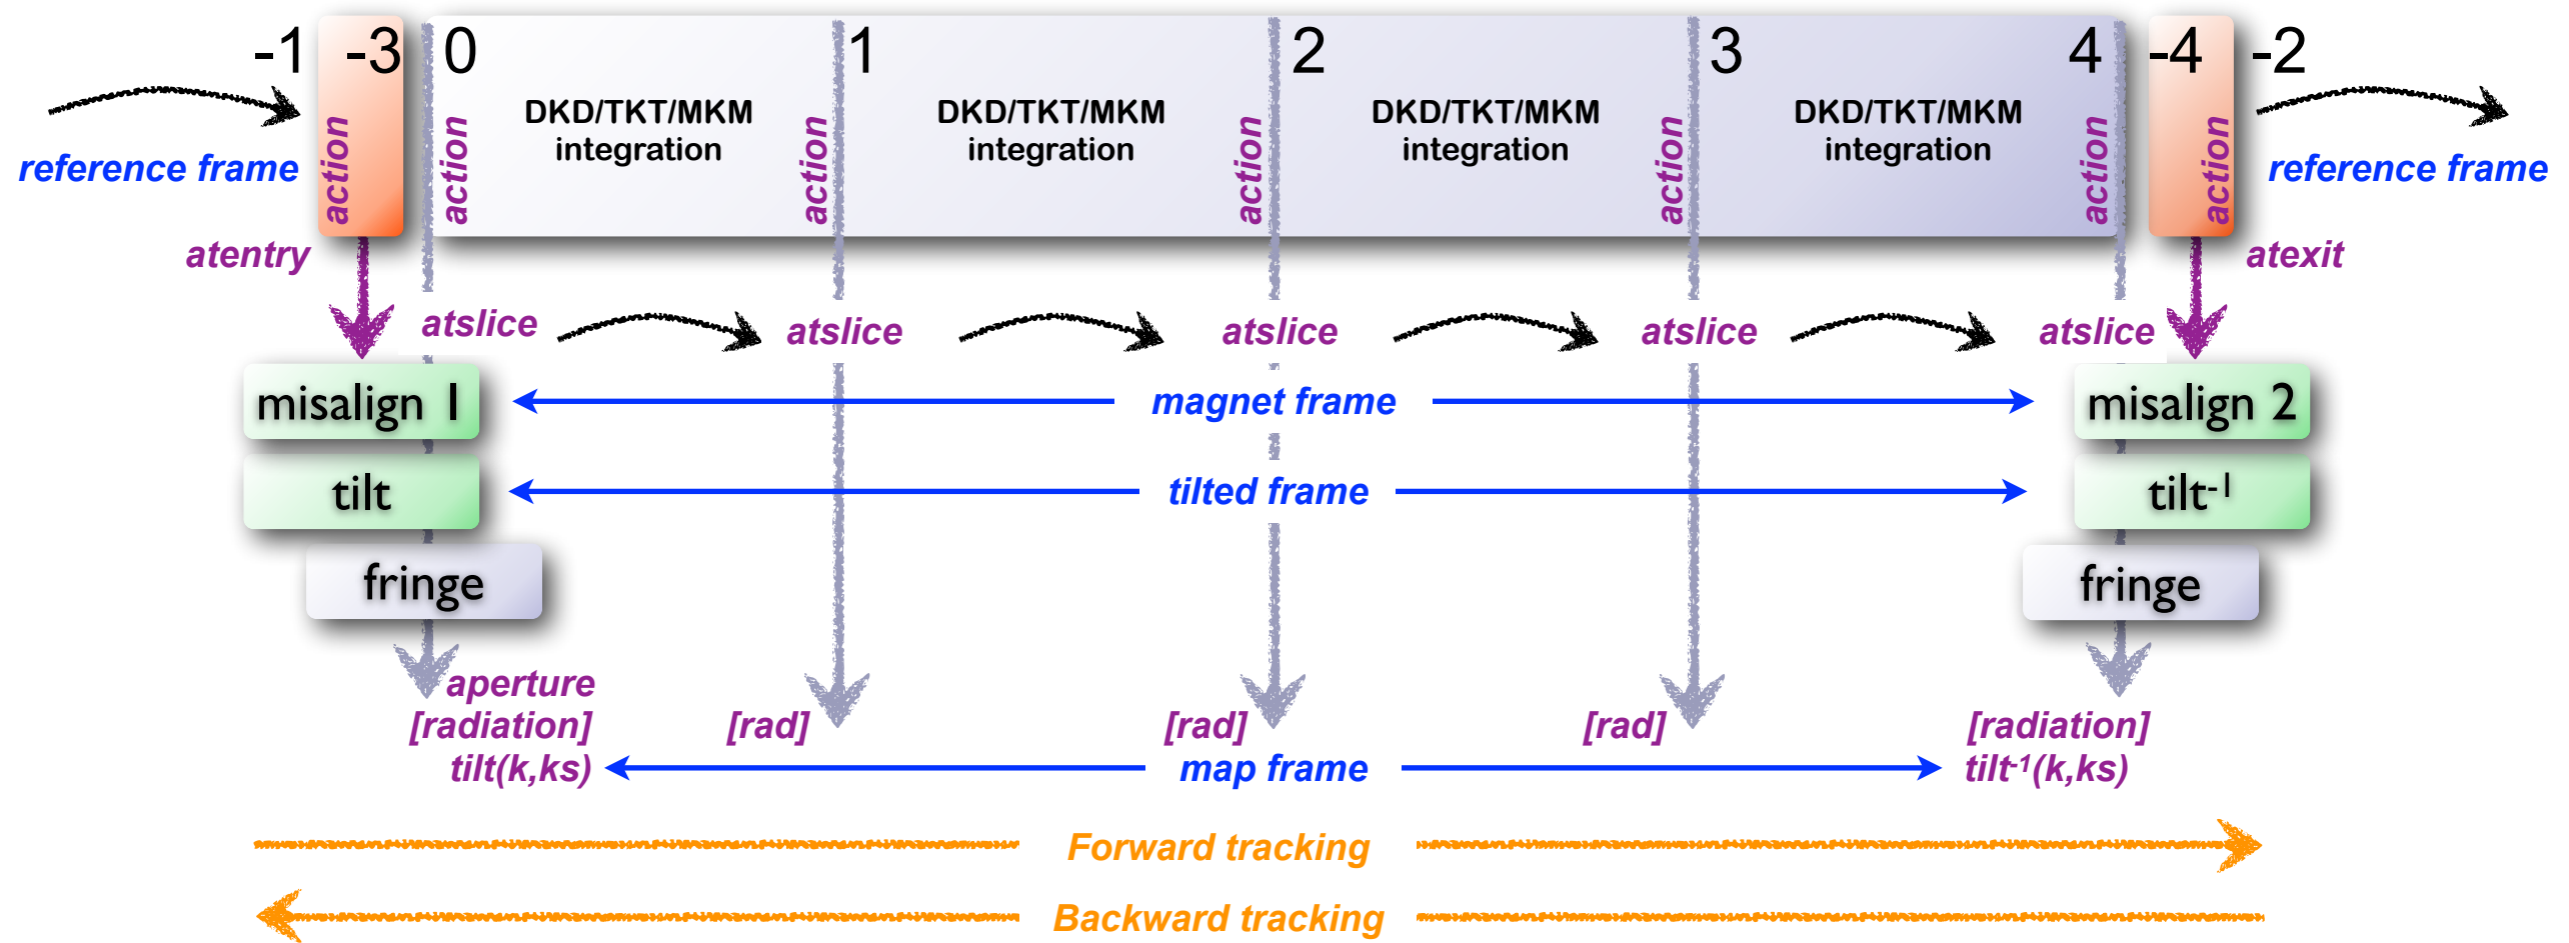 -1 -3 0 1 2 3 4 -4 -2
DKD/TKT/MKM DKD/TKT/MKM DKD/TKT/MKM DKD/TKT/MKM
integration integration integration integration
action action action action action action action
reference frame reference frame
atentry atexit
atslice atslice atslice atslice atslice
misalign 1 magnet frame misalign 2
tilt tilted frame tilt-1
fringe fringe
aperture
[radiation] [rad] [rad] [rad] [radiation]
tilt(k,ks) map frame tilt-1(k,ks)
Forward tracking
Backward tracking